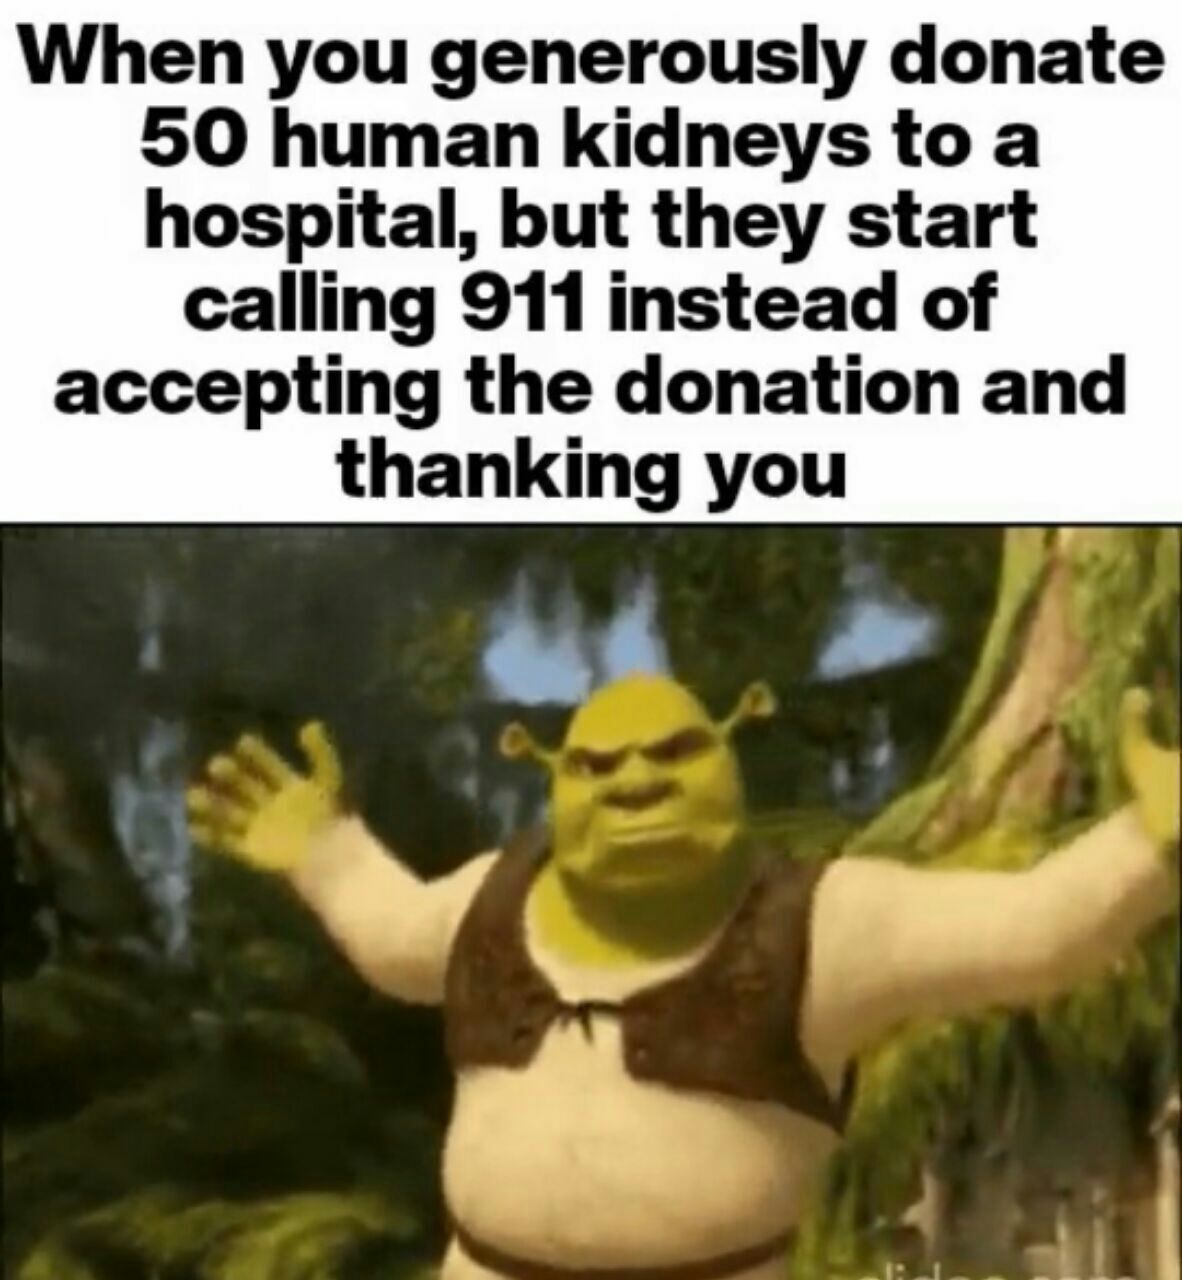 When you generously donate
50 human kidneys to a
hospital, but they start
calling 911 instead of
accepting the donation and
thanking you